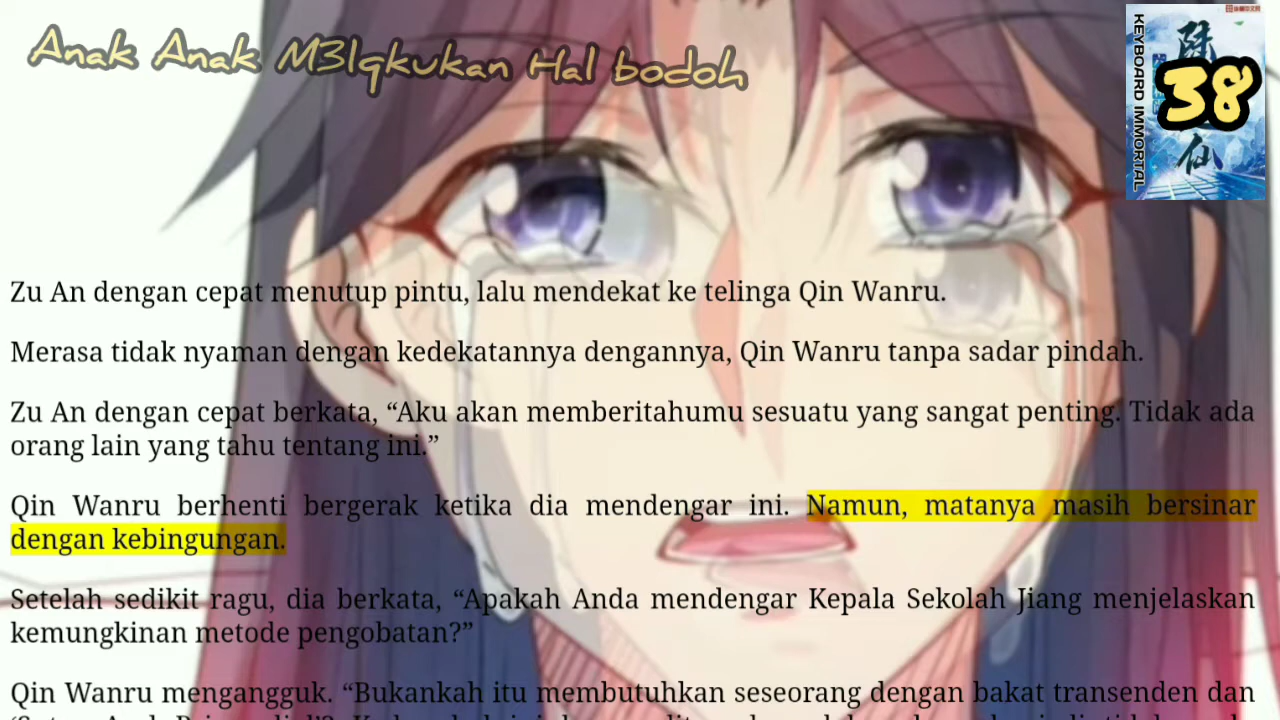 Anak Anak M3lqkukan Hal bodoh
KEYBOARD IMMORTAL
38
仙
Zu An dengan cepat menutup pintu, lalu mendekat ke telinga Qin Wanru.
Merasa tidak nyaman dengan kedekatannya dengannya, Qin Wanru tanpa sadar pindah.
Zu An dengan cepat berkata, “Aku akan memberitahumu sesuatu yang sangat penting. Tidak ada
orang lain yang tahu tentang ini.”
Qin Wanru berhenti bergerak ketika dia mendengar ini. Namun, matanya masih bersinar
dengan kebingungan.
Setelah sedikit ragu, dia berkata, “Apakah Anda mendengar Kepala Sekolah Jiang menjelaskan
kemungkinan metode pengobatan?”
Qin Wanru mengangguk. “Bukankah itu membutuhkan seseorang dengan bakat transenden dan